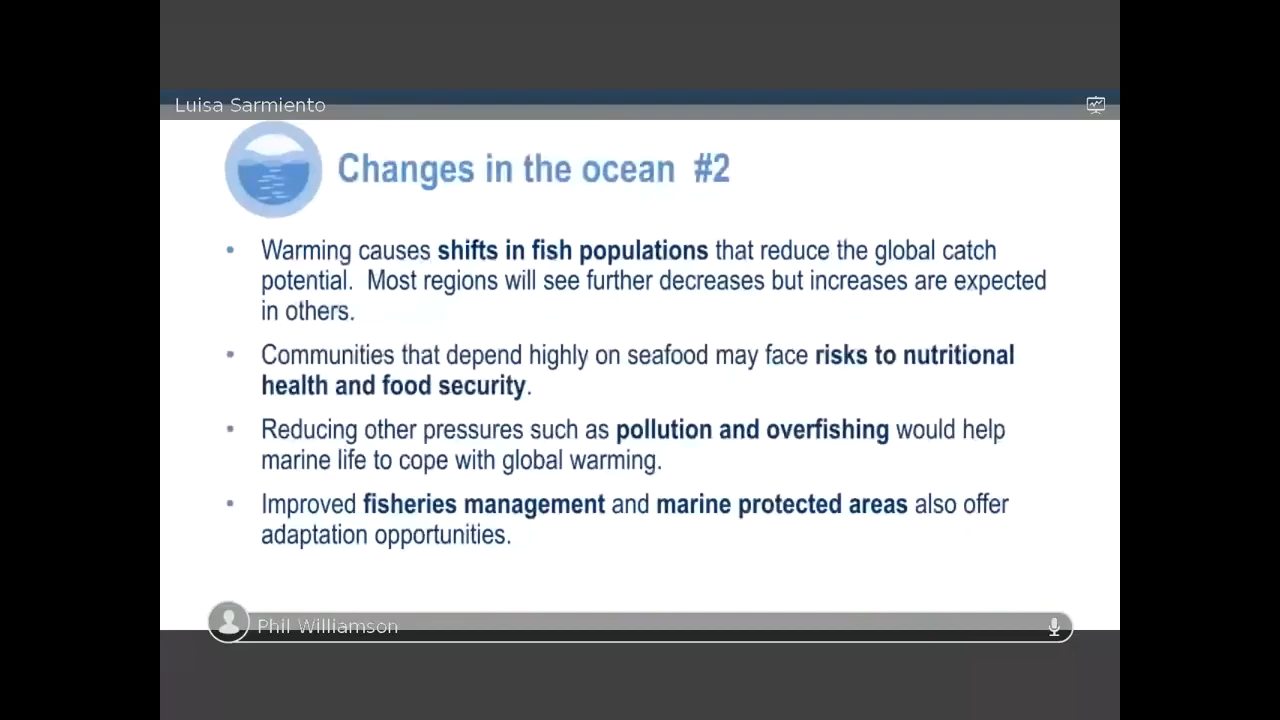 Luisa Sarmiento
Changes in the ocean #2
• Warming causes shifts in fish populations that reduce the global catch
potential. Most regions will see further decreases but increases are expected
in others.
• Communities that depend highly on seafood may face risks to nutritional
health and food security.
• Reducing other pressures such as pollution and overfishing would help
marine life to cope with global warming.
• Improved fisheries management and marine protected areas also offer
adaptation opportunities.
Phil Williamson